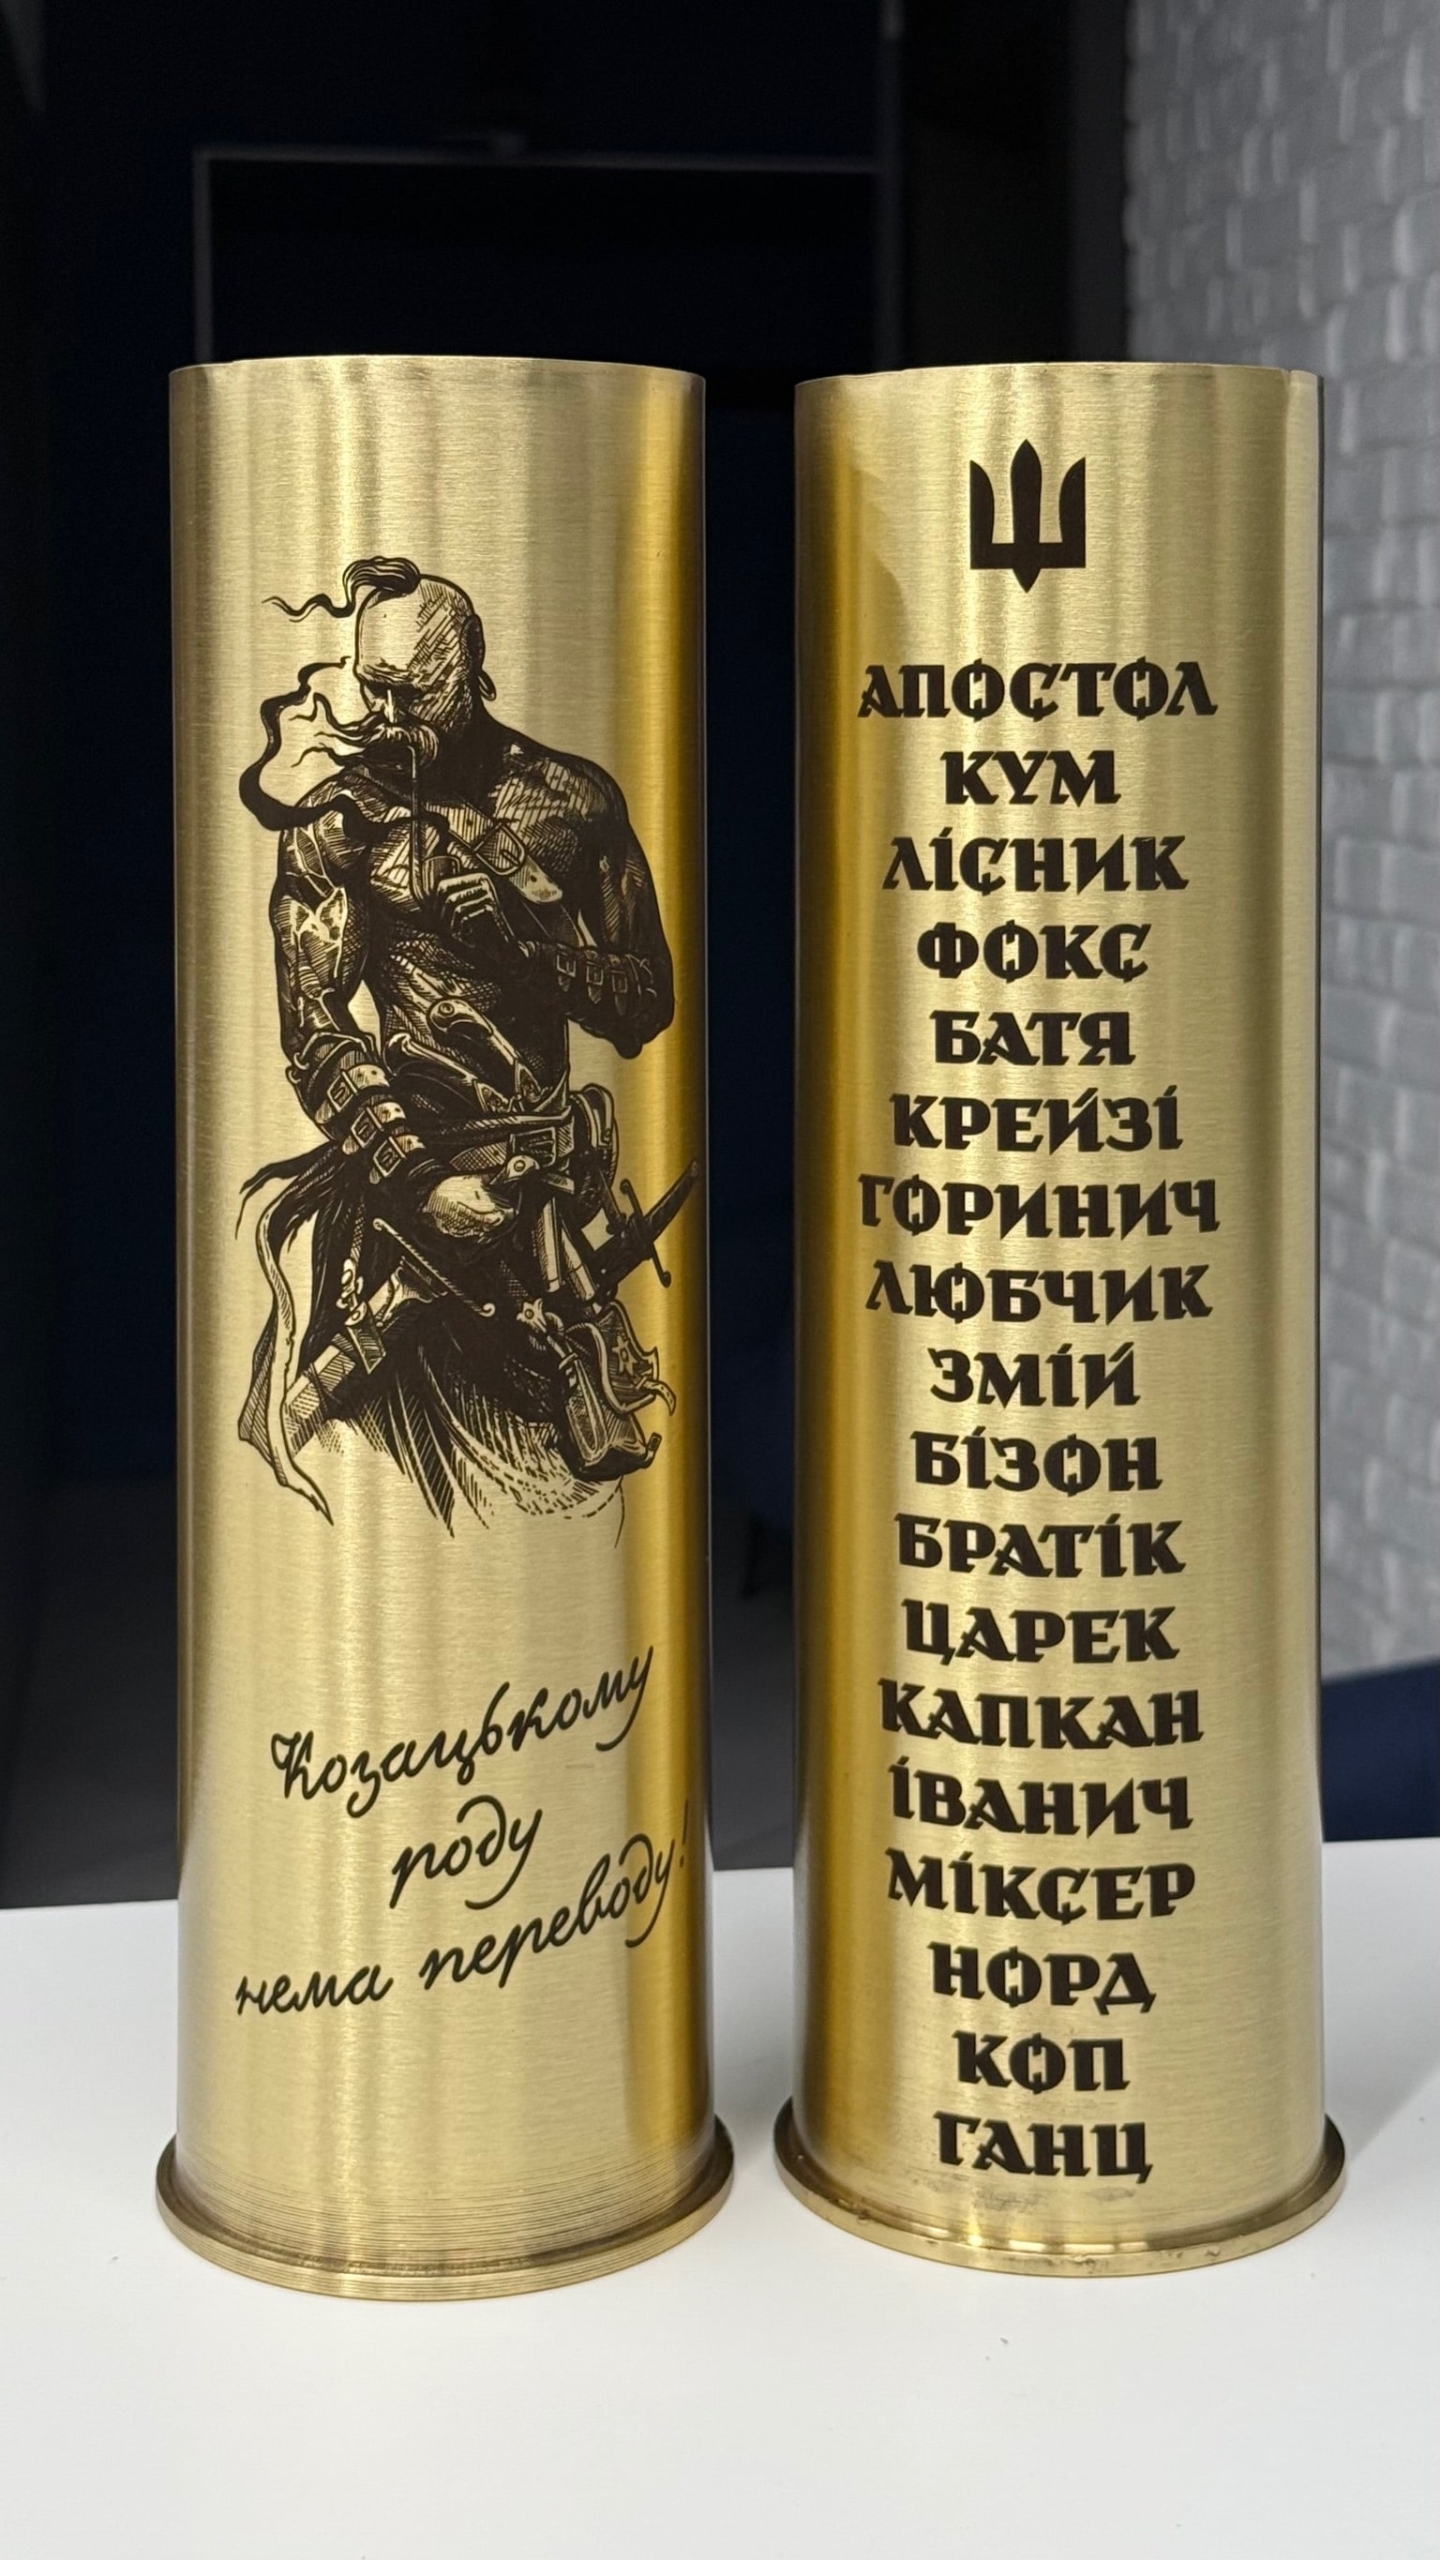 Козацькому
роду
нема переводу!
АПОСТОЛ
КУМ
ЛІСНИК
ФОКС
БАТЯ
КРЕЙЗІ
ГОРИНИЧ
ЛЮБЧИК
ЗМІЙ
БІЗОН
БРАТІК
ЦАРЕК
КАПКАН
ІВАНИЧ
МІКСЕР
НОРД
КОП
ГАНЦ